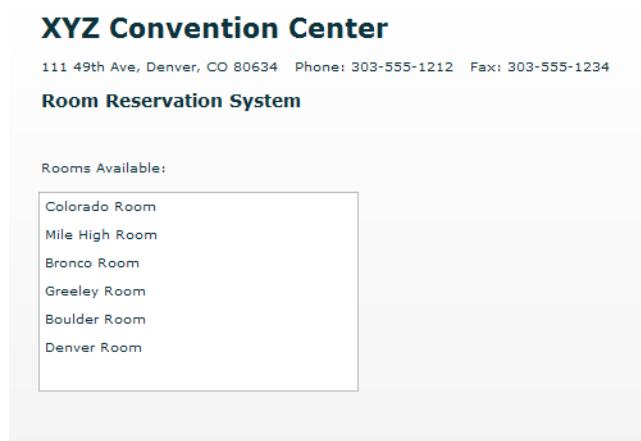 XYZ Convention Center
111 49th Ave, Denver, CO 80634 Phone: 303-555-1212 Fax: 303-555-1234
Room Reservation System
Rooms Available:
Colorado Room
Mile High Room
Bronco Room
Greeley Room
Boulder Room
Denver Room